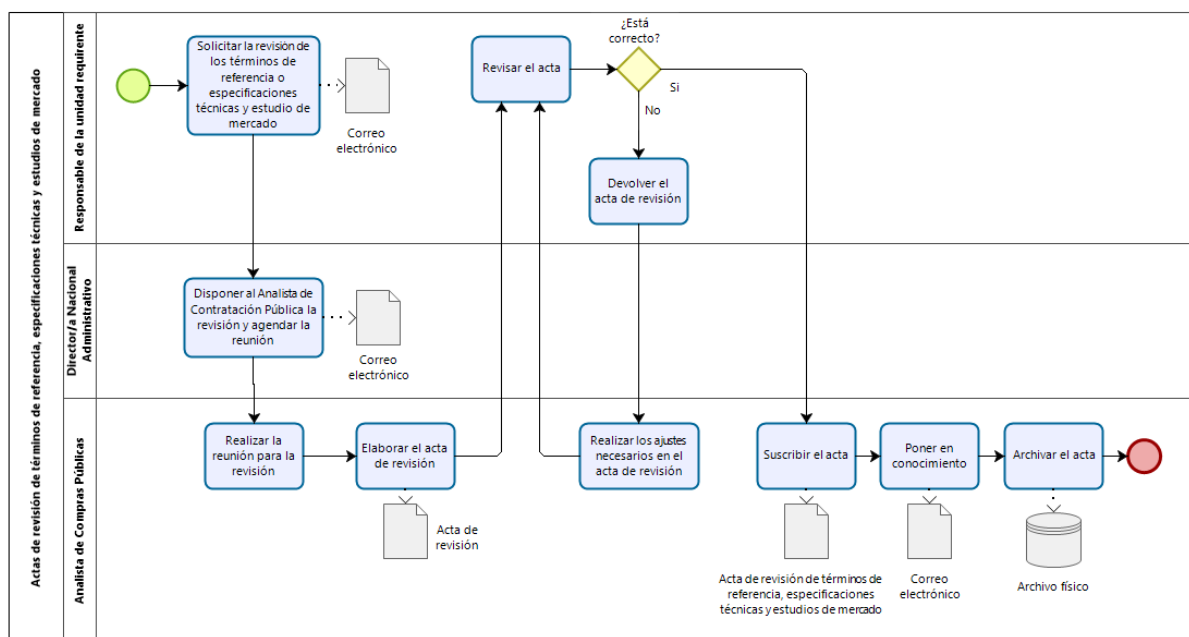 Actas de revisión de términos de referencia, especificaciones técnicas y estudios de mercado
Responsable de la unidad requirente
Solicitar la revisión de
los términos de
referencia o
especificaciones
técnicas y estudio de
mercado
Correo
electrónico
Revisar el acta
¿Está
correcto?
Si
No
Devolver el
acta de revisión
Director/a Nacional
Administrativo
Disponer al Analista de
Contratación Pública la
revisión y agendar la
reunión
Correo
electrónico
Analista de Compras Públicas
Realizar la
reunión para la
revisión
Elaborar el acta
de revisión
Acta de
revisión
Realizar los ajustes
necesarios en el
acta de revisión
Suscribir el acta
Acta de revisión de términos de
referencia, especificaciones
técnicas y estudios de mercado
Poner en
conocimiento
Correo
electrónico
Archivar el acta
Archivo físico